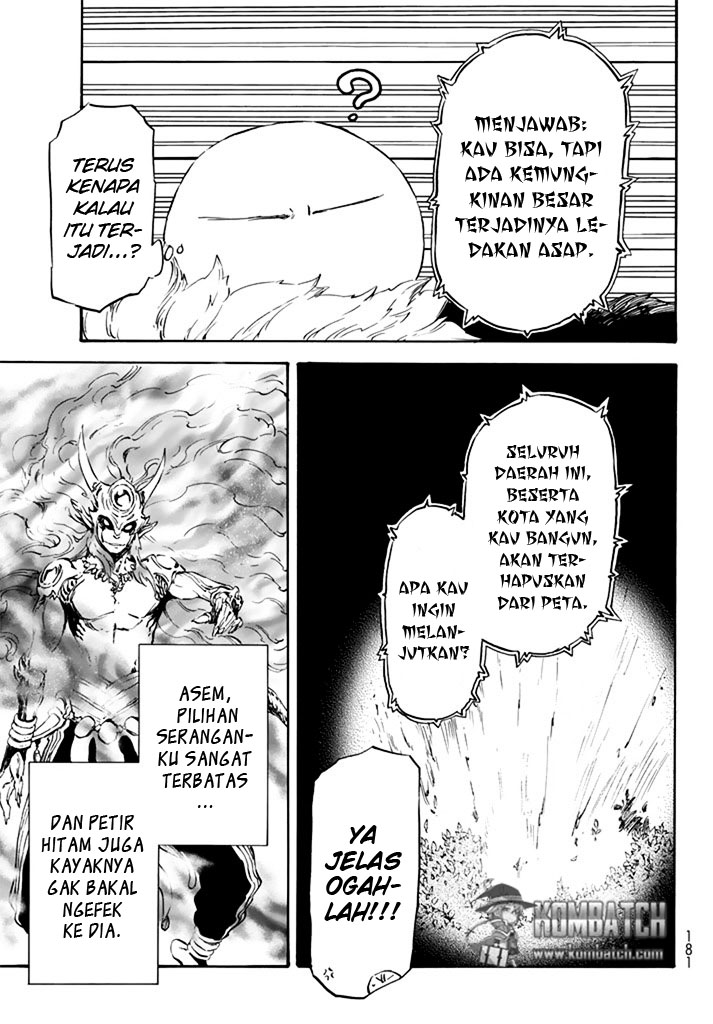 ?
MENJAWAB:
KAU BISA, TAPI
ADA KEMUNG-
KINAN BESAR
TERJADINYA LE-
DAKAN ASAP.
TERUS
KENAPA
KALAU
ITU TER-
JADI...?
SELURUH
DAERAH INI,
BESERTA
KOTA YANG
KAU BANGUN,
AKAN TER-
HAPUSKAN
DARI PETA.
APA KAU
INGIN
MELAN-
JUTKAN?
YA
JELAS
OGAH-
LAH!!!
ASEM,
PILIHAN
SERANGAN-
KU SANGAT
TERBATAS
...
DAN PETIR
HITAM JUGA
KAYAKNYA
GAK BAKAL
NGEFEK
KE DIA.
KOMBATCH
www.kombatch.com
181